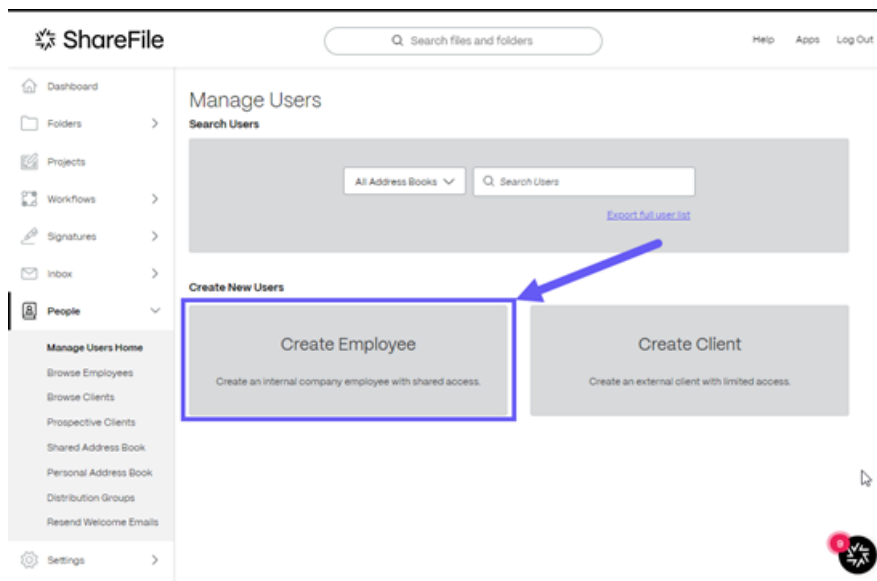 ShareFile
Search files and folders
Help Apps Log Out
Dashboard
Folders
Projects
Workflows
Signatures
Inbox
People
Manage Users Home
Browse Employees
Browse Clients
Prospective Clients
Shared Address Book
Personal Address Book
Distribution Groups
Resend Welcome Emails
Settings
Manage Users
Search Users
All Address Books Search Users
Export full user list
Create New Users
Create Employee
Create an internal company employee with shared access.
Create Client
Create an external client with limited access.
9